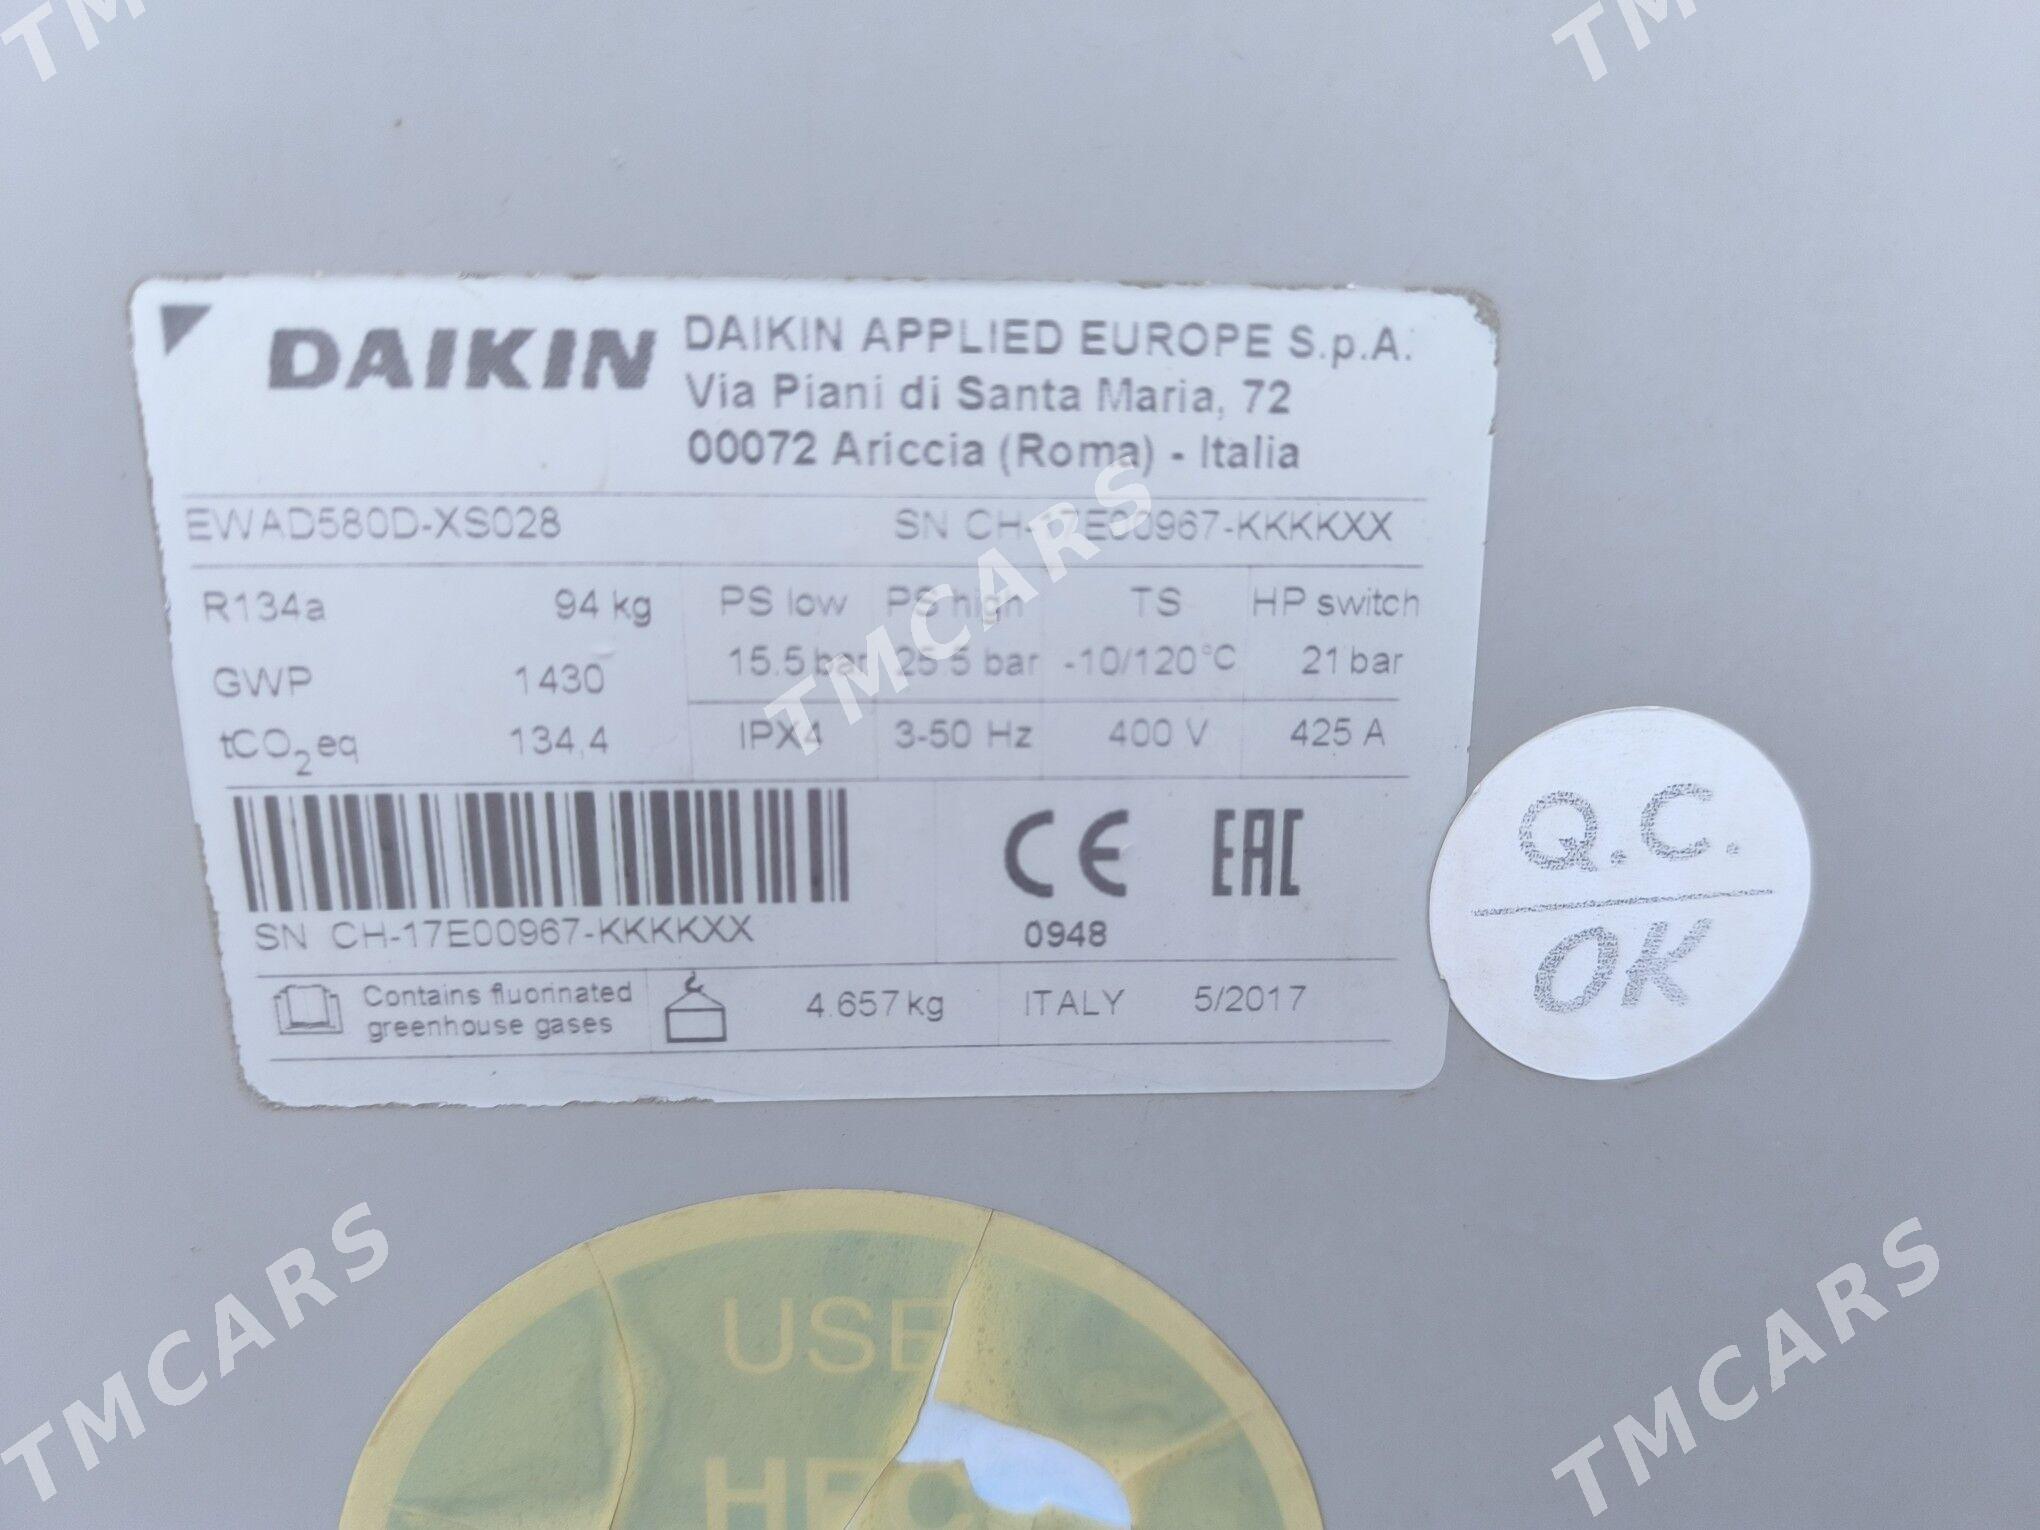 TMCARS
TMCARS
DAIKIN
DAIKIN APPLIED EUROPE S.p.A.
Via Piani di Santa Maria, 72
00072 Ariccia (Roma) - Italia
EWAD580D-XS028 SN CH-17E00967-KKKKXX
R134a 94 kg PS low PS high TS HP switch
15.5 bar 25.5 bar -10/120°C 21 bar
GWP 1430
tCO2eq 134,4 IPX4 3-50 Hz 400 V 425 A
TMCARS
CE EAC
SN CH-17E00967-KKKKXX 0948
Contains fluorinated
greenhouse gases
4.657 kg ITALY 5/2017
Q.C.
OK
USE
HFC
TMCARS
TMCARS